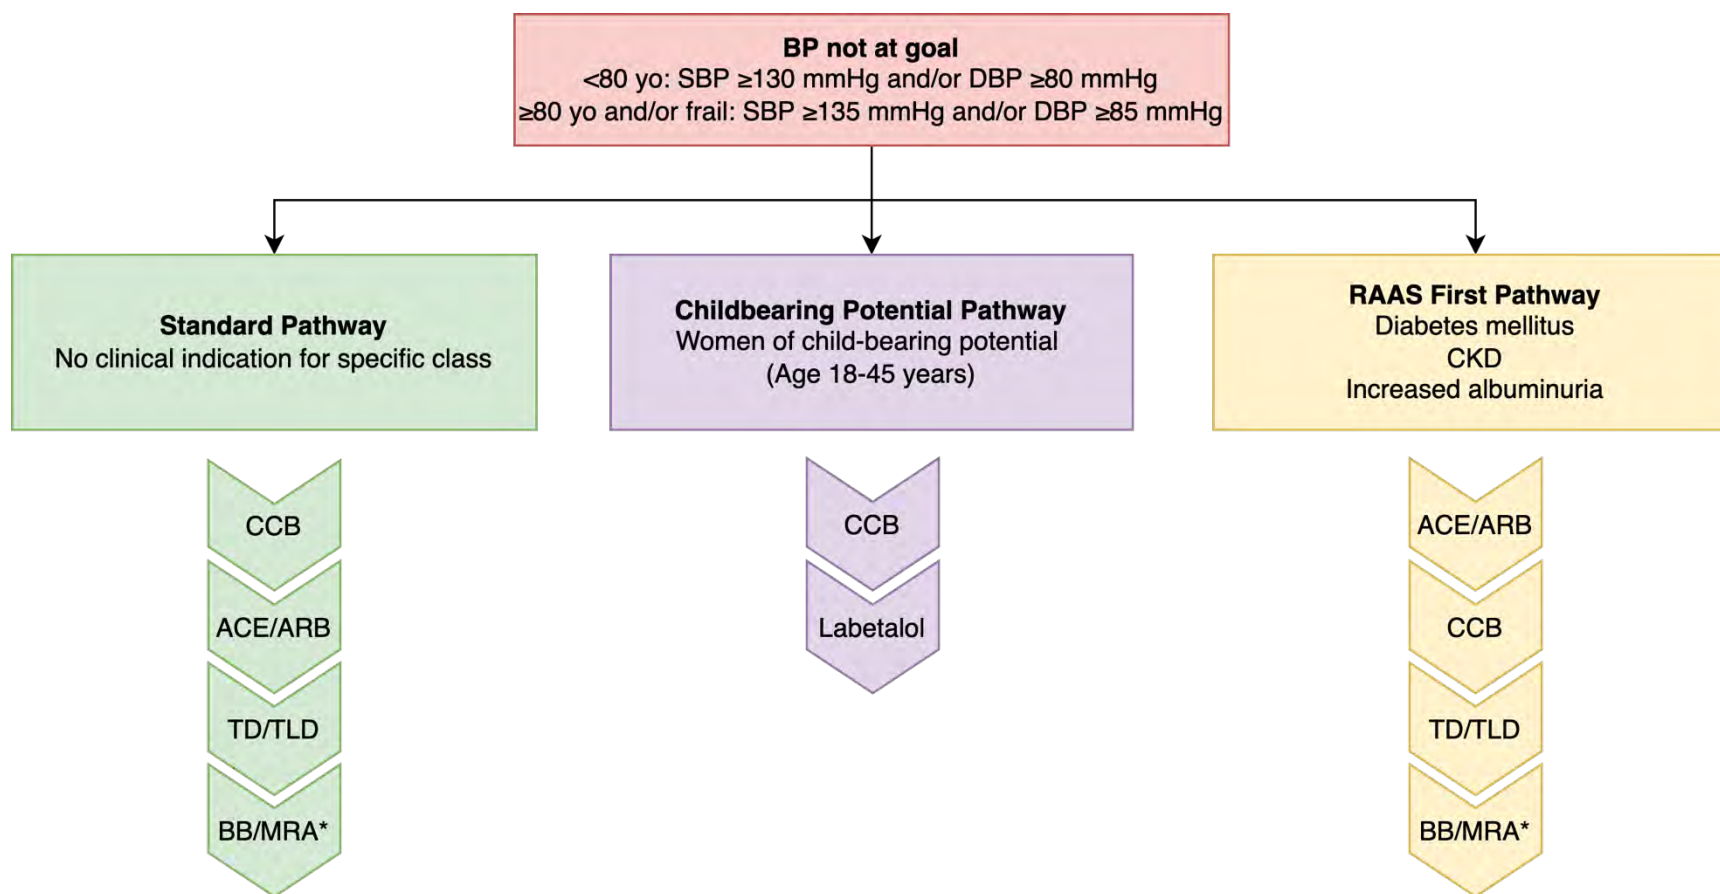 BP not at goal
<80 yo: SBP ≥130 mmHg and/or DBP ≥80 mmHg
≥80 yo and/or frail: SBP ≥135 mmHg and/or DBP ≥85 mmHg
Standard Pathway
No clinical indication for specific class
Childbearing Potential Pathway
Women of child-bearing potential
(Age 18-45 years)
RAAS First Pathway
Diabetes mellitus
CKD
Increased albuminuria
CCB
ACE/ARB
TD/TLD
BB/MRA*
CCB
Labetalol
ACE/ARB
CCB
TD/TLD
BB/MRA*